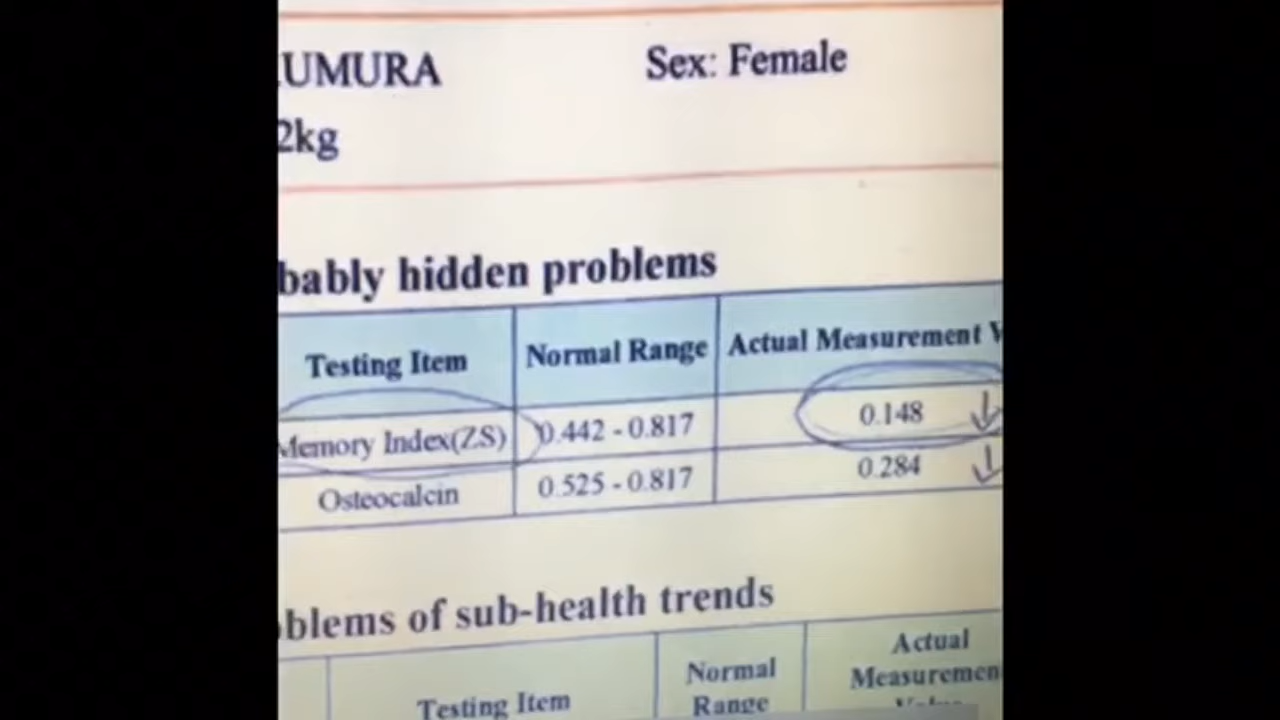 UMURA Sex: Female
2kg
bably hidden problems
Testing Item Normal Range Actual Measurement
Memory Index(ZS) 0.442 - 0.817 0.148 ↓
Osteocalcin 0.525 - 0.817 0.284 ↓
blems of sub-health trends
Testing Item Normal Range Actual Measuremen